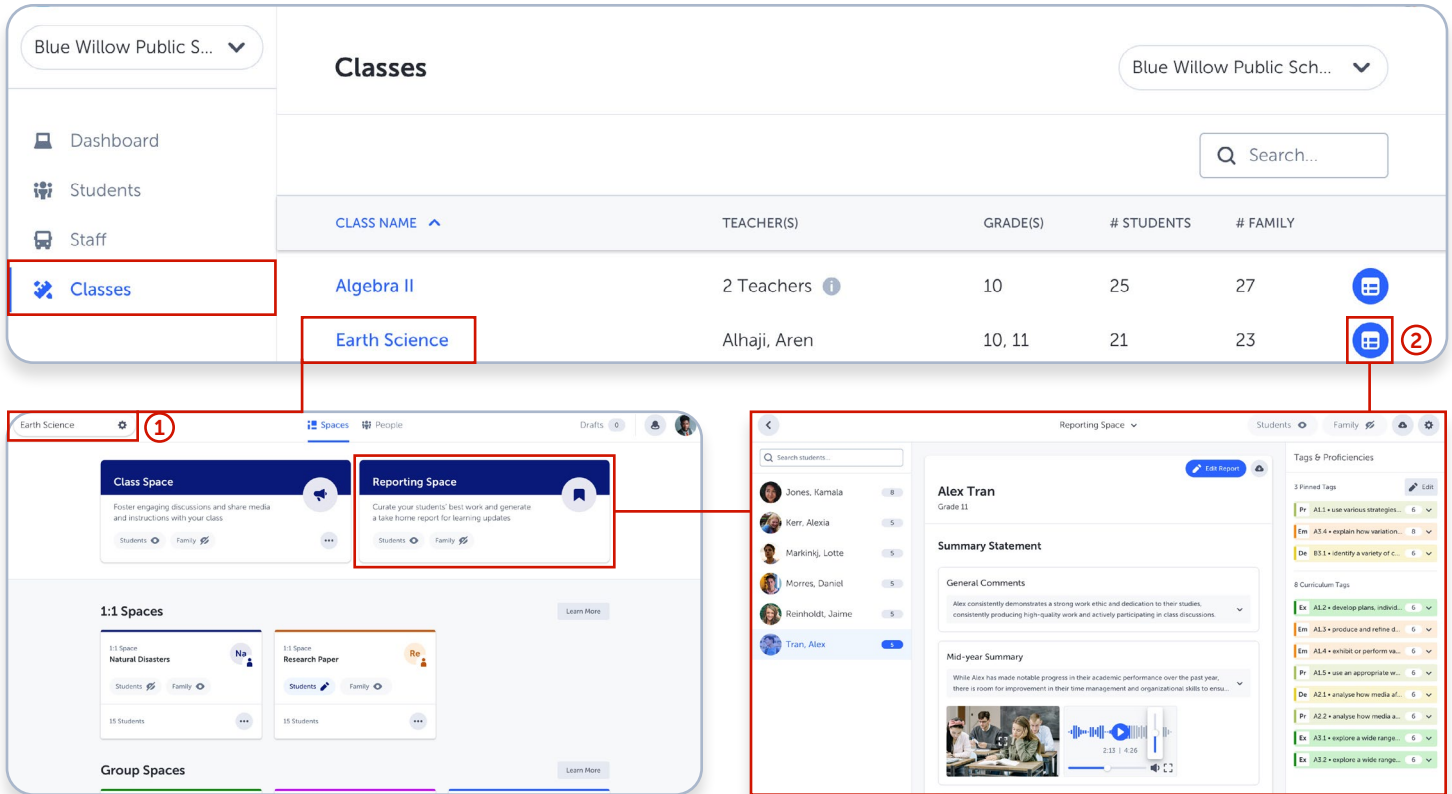 Blue Willow Public S...
Classes
Blue Willow Public Sch...
Dashboard
Students
Staff
Classes
Search...
CLASS NAME
TEACHER(S)
GRADE(S)
# STUDENTS
# FAMILY
Algebra II
2 Teachers
10
25
27
Earth Science
Alhaji, Aren
10, 11
21
23
2
Earth Science
1
Spaces
People
Drafts
0
Class Space
Foster engaging discussions and share media
and instructions with your class
Students
Family
Reporting Space
Curate your students' best work and generate
a take home report for learning updates
Students
Family
1:1 Spaces
Learn More
1:1 Space
Natural Disasters
Na
Students
Family
15 Students
1:1 Space
Research Paper
Re
Students
Family
15 Students
Group Spaces
Learn More
Reporting Space
Students
Family
Search students...
Jones, Kamala
8
Kerr, Alexia
5
Markinkj, Lotte
5
Morres, Daniel
5
Reinholdt, Jaime
5
Tran, Alex
5
Edit Report
Alex Tran
Grade 11
Summary Statement
General Comments
Alex consistently demonstrates a strong work ethic and dedication to their studies,
consistently producing high-quality work and actively participating in class discussions.
Mid-year Summary
While Alex has made notable progress in their academic performance over the past year,
there is room for improvement in their time management and organizational skills to ensu...
2:13 | 4:26
Tags & Proficiencies
3 Pinned Tags
Edit
Pr A1.1 • use various strategies... 6
Em A3.4 • explain how variation... 8
De B3.1 • identify a variety of c... 6
8 Curriculum Tags
Ex A1.2 • develop plans, individ... 6
Em A1.3 • produce and refine d... 6
Em A1.4 • exhibit or perform va... 6
Pr A1.5 • use an appropriate w... 6
De A2.1 • analyse how media af... 6
Pr A2.2 • analyse how media a... 6
Ex A3.1 • explore a wide range... 6
Ex A3.2 • explore a wide range... 6